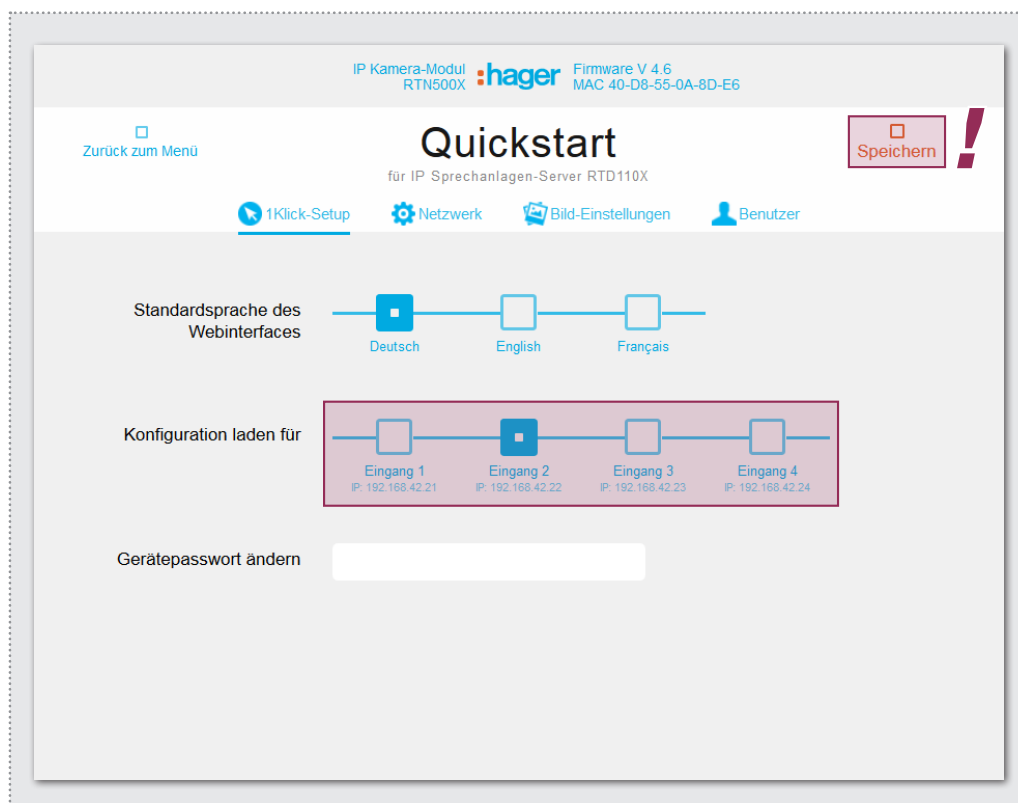 IP Kamera-Modul
RTN500X
:hager
Firmware V 4.6
MAC 40-D8-55-0A-8D-E6
Zurück zum Menü
Quickstart
für IP Sprechanlagen-Server RTD110X
Speichern
!
1Klick-Setup Netzwerk Bild-Einstellungen Benutzer
Standardsprache des
Webinterfaces
Deutsch English Français
Konfiguration laden für
Eingang 1 Eingang 2 Eingang 3 Eingang 4
IP: 192.168.42.21 IP: 192.168.42.22 IP: 192.168.42.23 IP: 192.168.42.24
Gerätepasswort ändern